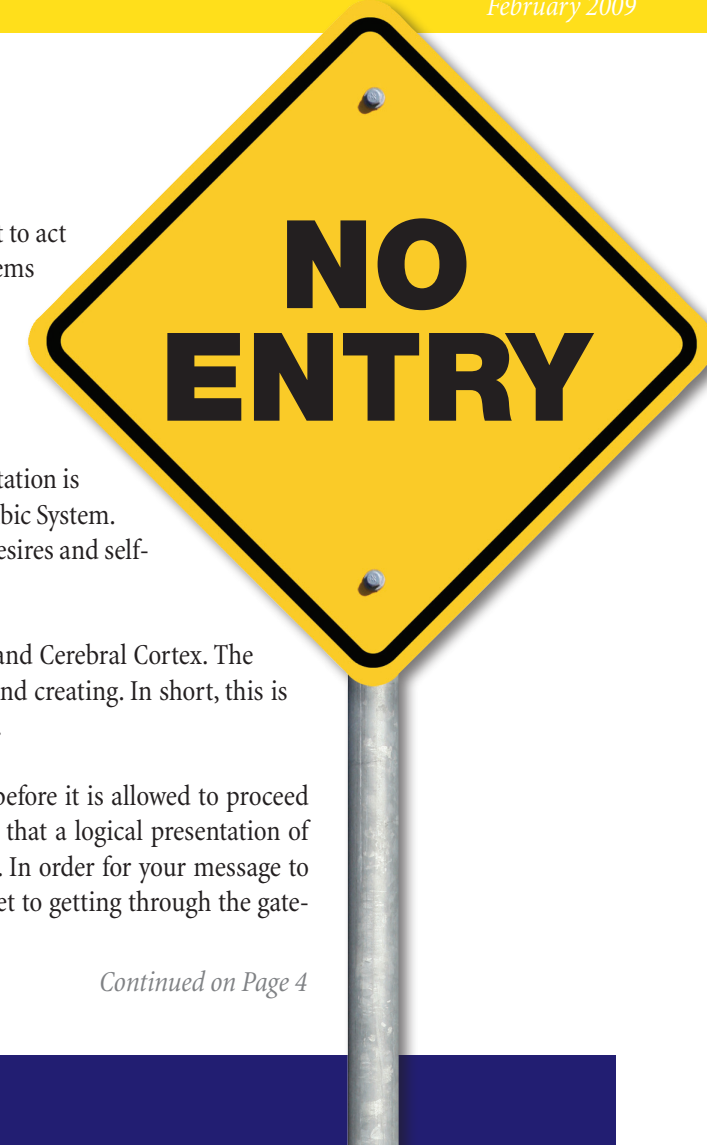 February 2009
to act
NO
ENTRY
tation is
bic System.
esires and self-
and Cerebral Cortex. The
nd creating. In short, this is
before it is allowed to proceed
that a logical presentation of
. In order for your message to
et to getting through the gate-
Continued on Page 4